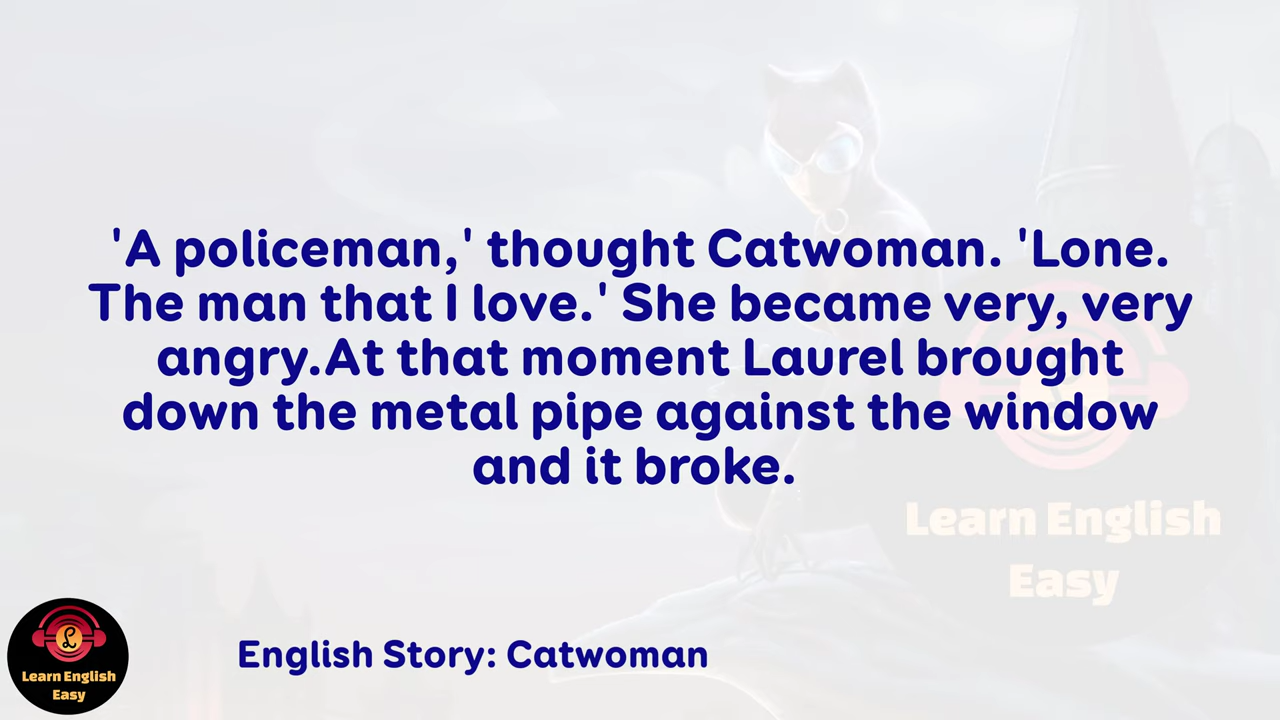 'A policeman,' thought Catwoman. 'Lone.
The man that I love.' She became very, very
angry.At that moment Laurel brought
down the metal pipe against the window
and it broke.
Learn English
Easy
English Story: Catwoman
L
Learn English
Easy